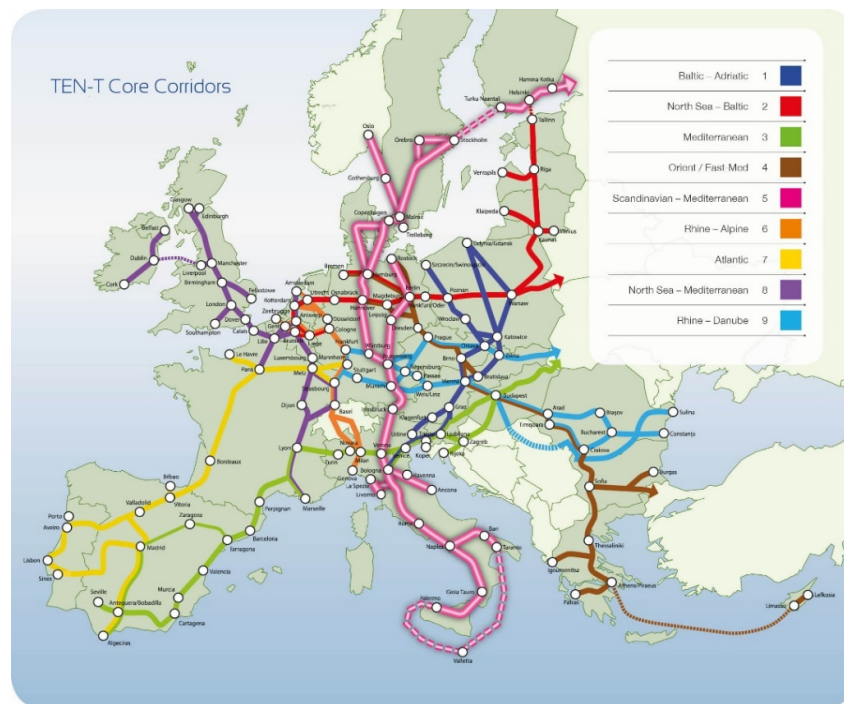 TEN-T Core Corridors
Baltic – Adriatic 1
North Sea – Baltic 2
Mediterranean 3
Orient / East-Med 4
Scandinavian – Mediterranean 5
Rhine – Alpine 6
Atlantic 7
North Sea – Mediterranean 8
Rhine – Danube 9
Hamina Kotka
Helsinki
Turku Naantali
Tallinn
Oslo
Örebro
Stockholm
Riga
Ventspils
Gothenburg
Klaipeda
Vilnius
Kaunas
Glasgow
Edinburgh
Copenhagen
Malmö
Trelleborg
Belfast
Dublin
Cork
Liverpool
Manchester
Birmingham
Felixstowe
London
Southampton
Dover
Calais
Rostock
Gdynia/Gdansk
Szczecin/Swinoujscie
Bremen
Hamburg
Amsterdam
Rotterdam
Utrecht
Osnabrück
Hannover
Magdeburg
Berlin
Frankfurt/Oder
Poznan
Warsaw
Zeebrugge
Antwerp
Düsseldorf
Cologne
Liège
Brussels
Lille
Leipzig
Dresden
Wroclaw
Katowice
Ostrava
Prague
Frankfurt
Würzburg
Nuremberg
Luxembourg
Mannheim
Metz
Le Havre
Paris
Strasbourg
Stuttgart
Regensburg
Passau
Wels/Linz
Munich
Brno
Žilina
Vienna
Bratislava
Budapest
Dijon
Basel
Innsbruck
Klagenfurt
Graz
Udine
Ljubljana
Zagreb
Koper
Rijeka
Venice
Verona
Lyon
Novara
Milan
Turin
Genova
Bologna
Ravenna
La Spezia
Livorno
Ancona
Arad
Timişoara
Braşov
Bucharest
Sulina
Constanţa
Craiova
Bordeaux
Bilbao
Vitoria
Valladolid
Porto
Aveiro
Zaragoza
Perpignan
Marseille
Barcelona
Tarragona
Madrid
Lisbon
Sines
Valencia
Seville
Murcia
Antequera/Bobadilla
Cartagena
Algeciras
Rome
Naples
Bari
Taranto
Gioia Tauro
Palermo
Valletta
Sofia
Burgas
Thessaloniki
Igoumenitsa
Athens/Piraeus
Patras
Limassol
Lefkosia